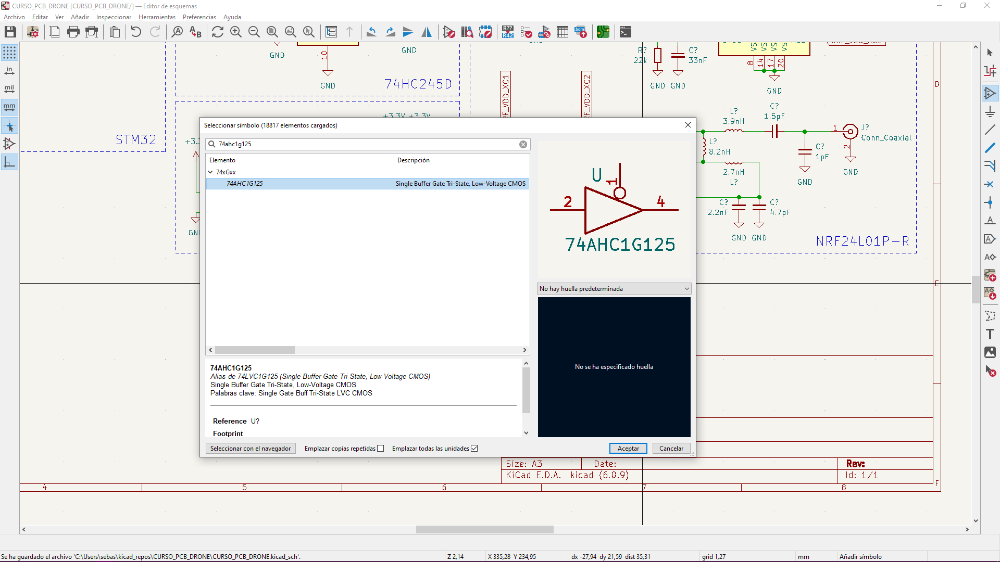 CURSO_PCB_DRONE [CURSO_PCB_DRONE/] — Editor de esquemas
Archivo Editar Ver Añadir Inspeccionar Herramientas Preferencias Ayuda
R??
R42
bom
in
mil
mm
GND
10
GND
GND
74HC245D
STM32
+3.3V +3.3V
R?
22k
C?
33nF
GND
GND
VS
VS
VS
VS
8
14
17
20
GND
D
L?
3.9nH
C?
1.5pF
L?
8.2nH
2.7nH
L?
1
2
J?
Conn_Coaxial
C?
1pF
GND
GND
C?
2.2nF
C?
4.7pF
GND GND
NRF24L01P-R
E
Seleccionar símbolo (18817 elementos cargados)
74ahc1g125
Elemento Descripción
74xGxx
74AHC1G125 Single Buffer Gate Tri-State, Low-Voltage CMOS
U
1
2
4
74AHC1G125
No hay huella predeterminada
No se ha especificado huella
74AHC1G125
Alias de 74LVC1G125 (Single Buffer Gate Tri-State, Low-Voltage CMOS)
Single Buffer Gate Tri-State, Low-Voltage CMOS
Palabras clave: Single Gate Buff Tri-State LVC CMOS
Reference U?
Footprint
Seleccionar con el navegador Emplazar copias repetidas Emplazar todas las unidades Aceptar Cancelar
Size: A3 Date: Rev:
KiCad E.D.A. kicad (6.0.9) Id: 1/1
F
4 5 6 7 8
Se ha guardado el archivo 'C:\Users\sebas\kicad_repos\CURSO_PCB_DRONE\CURSO_PCB_DRONE.kicad_sch'. Z 2,14 X 335,28 Y 234,95 dx -27,94 dy 21,59 dist 35,31 grid 1,27 mm Añadir símbolo